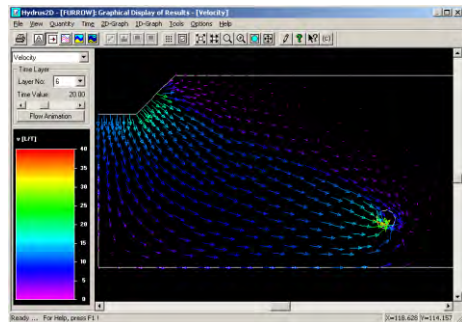 Hydrus2D - [FURROW]: Graphical Display of Results - [Velocity]
File View Quantity Time 2D-Graph 1D-Graph Tools Options Help
Velocity
Time Layer
Layer No: 6
Time Value: 20.00
Flow Animation
v [L/T]
40
35
30
25
20
15
10
5
0
Ready ... For Help, press F1 !
X=118.628 Y=114.157